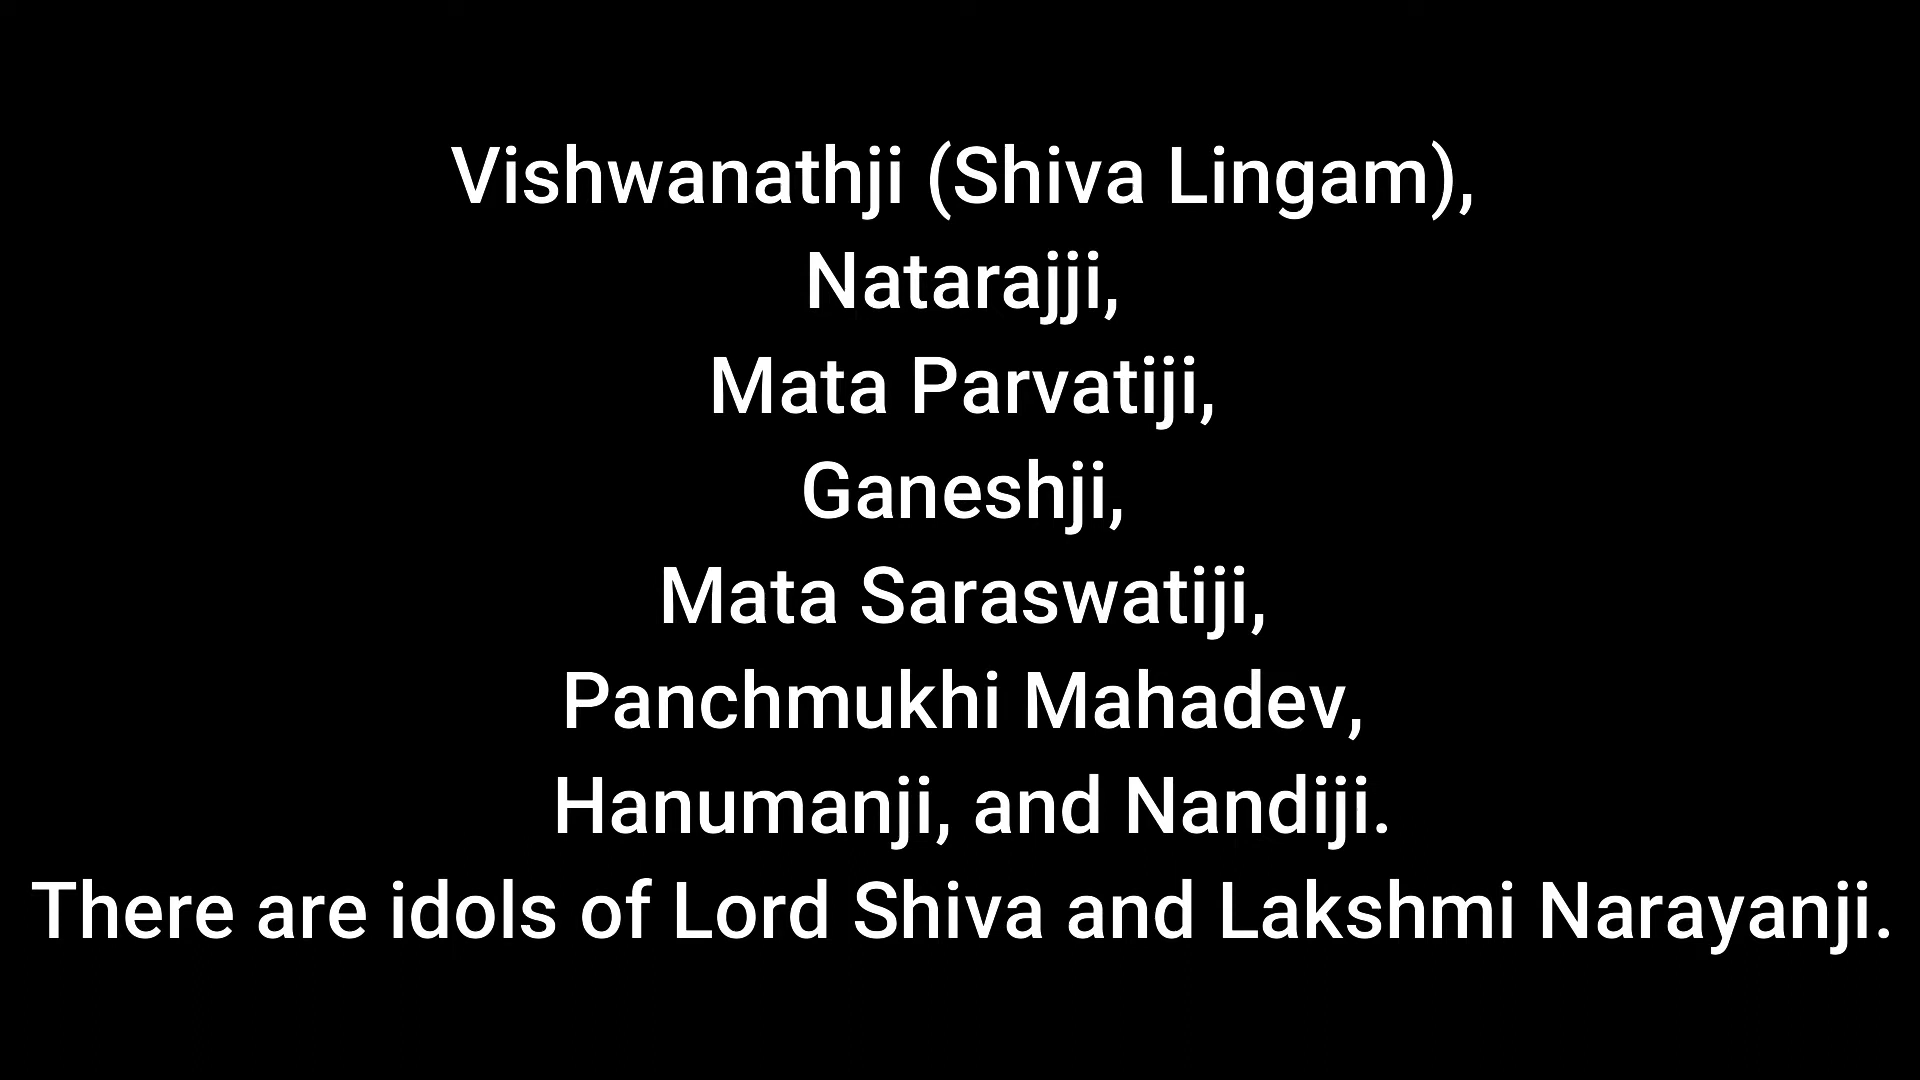 Vishwanathji (Shiva Lingam),
Natarajji,
Mata Parvatiji,
Ganeshji,
Mata Saraswatiji,
Panchmukhi Mahadev,
Hanumanji, and Nandiji.
There are idols of Lord Shiva and Lakshmi Narayanji.